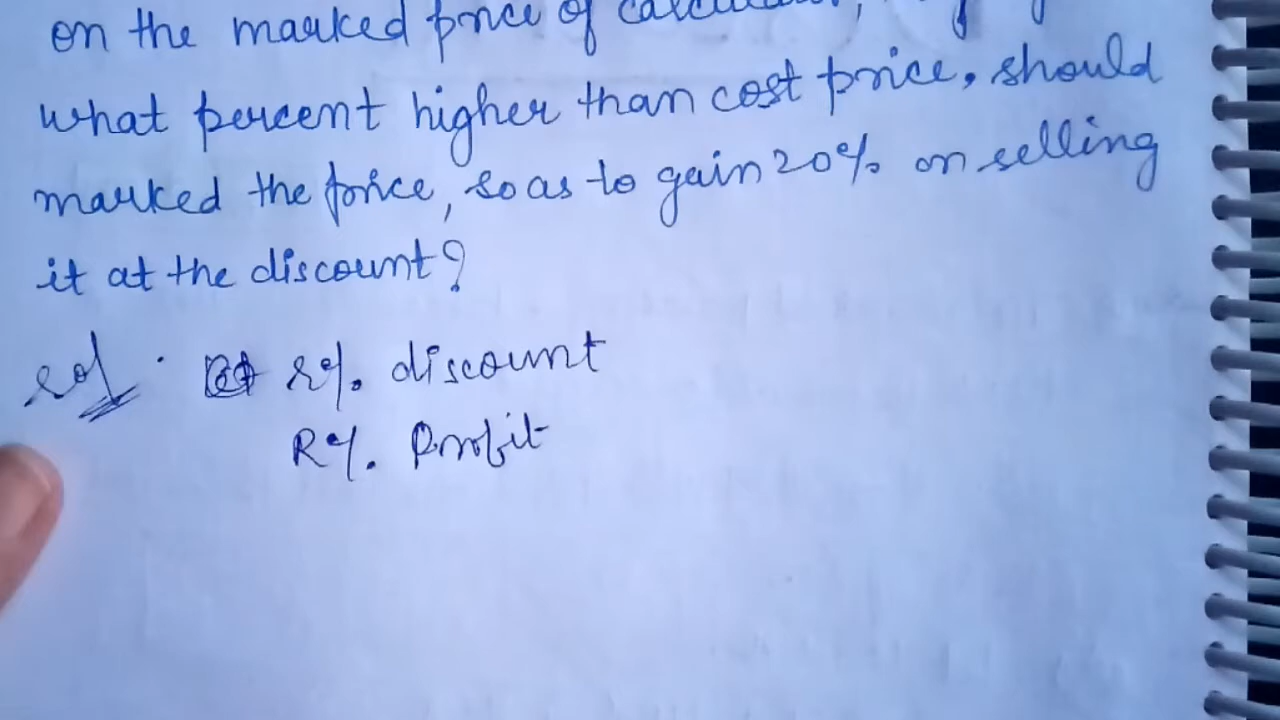 on the marked price of
what percent higher than cost price, should
marked the price, so as to gain 20% on selling
it at the discount?
sol. r%. discount
R%. Profit